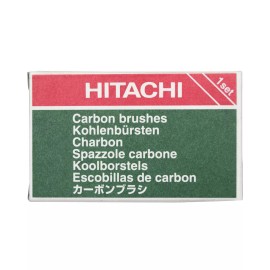 HITACHI
1set
Carbon brushes
Kohlenbürsten
Charbon
Spazzole carbone
Koolborstels
Escobillas de carbon
カーボンブラシ